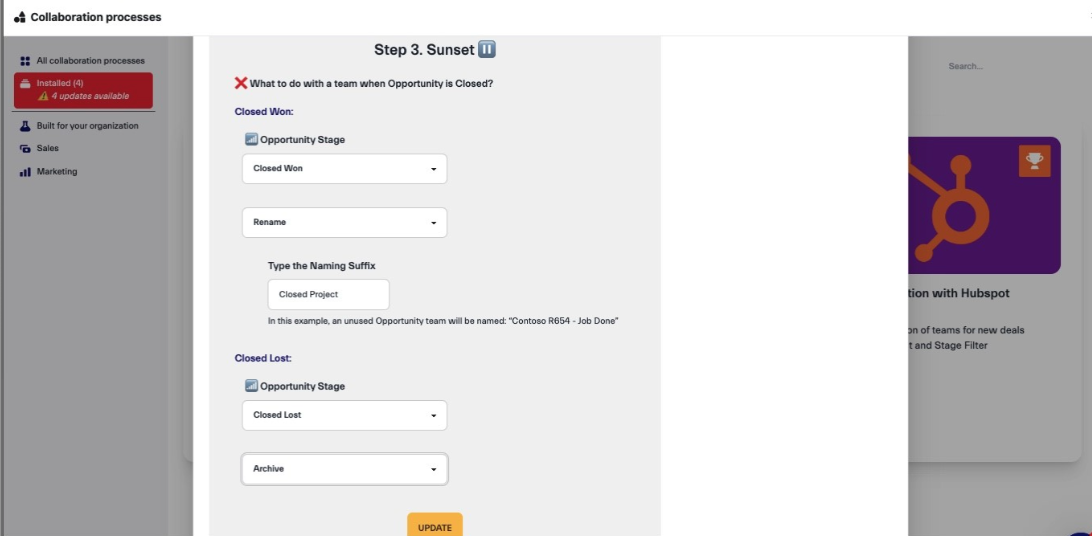 Collaboration processes
All collaboration processes
Installed (4)
4 updates available
Built for your organization
Sales
Marketing
Step 3. Sunset
What to do with a team when Opportunity is Closed?
Closed Won:
Opportunity Stage
Closed Won
Rename
Type the Naming Suffix
Closed Project
In this example, an unused Opportunity team will be named: "Contoso R654 - Job Done"
Closed Lost:
Opportunity Stage
Closed Lost
Archive
UPDATE
Search...
tion with Hubspot
on of teams for new deals
t and Stage Filter